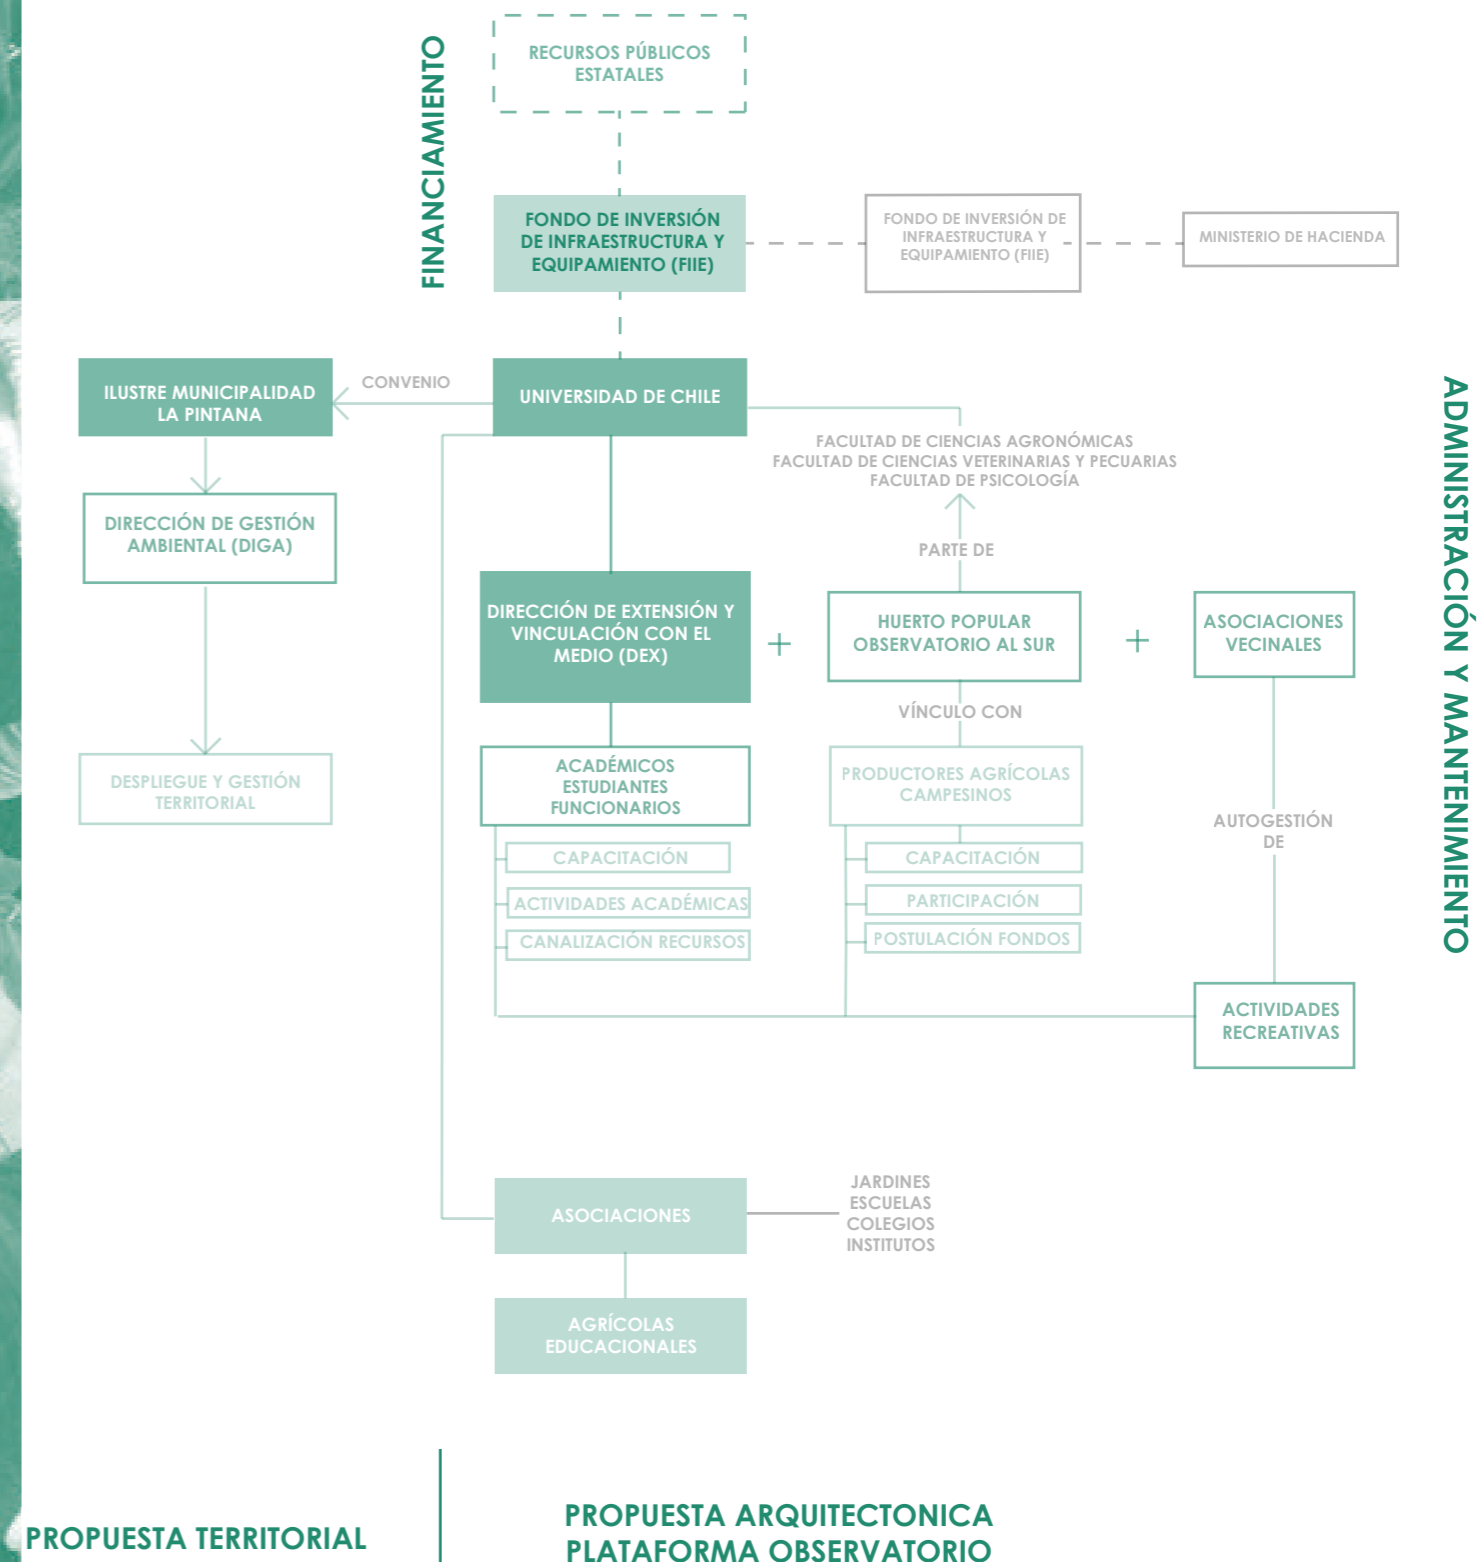 FINANCIAMIENTO
RECURSOS PÚBLICOS
ESTATALES
FONDO DE INVERSIÓN
DE INFRAESTRUCTURA Y
EQUIPAMIENTO (FIIE)
FONDO DE INVERSIÓN DE
INFRAESTRUCTURA Y
EQUIPAMIENTO (FIIE)
MINISTERIO DE HACIENDA
ILUSTRE MUNICIPALIDAD
LA PINTANA
CONVENIO
UNIVERSIDAD DE CHILE
FACULTAD DE CIENCIAS AGRONÓMICAS
FACULTAD DE CIENCIAS VETERINARIAS Y PECUARIAS
FACULTAD DE PSICOLOGÍA
ADMINISTRACIÓN Y MANTENIMIENTO
DIRECCIÓN DE GESTIÓN
AMBIENTAL (DIGA)
PARTE DE
DIRECCIÓN DE EXTENSIÓN Y
VINCULACIÓN CON EL
MEDIO (DEX)
+
HUERTO POPULAR
OBSERVATORIO AL SUR
+
ASOCIACIONES
VECINALES
VÍNCULO CON
DESPLIEGUE Y GESTIÓN
TERRITORIAL
ACADÉMICOS
ESTUDIANTES
FUNCIONARIOS
PRODUCTORES AGRÍCOLAS
CAMPESINOS
AUTOGESTIÓN
DE
CAPACITACIÓN
ACTIVIDADES ACADÉMICAS
CANALIZACIÓN RECURSOS
CAPACITACIÓN
PARTICIPACIÓN
POSTULACIÓN FONDOS
ACTIVIDADES
RECREATIVAS
ASOCIACIONES
JARDINES
ESCUELAS
COLEGIOS
INSTITUTOS
AGRÍCOLAS
EDUCACIONALES
PROPUESTA TERRITORIAL
PROPUESTA ARQUITECTONICA
PLATAFORMA OBSERVATORIO